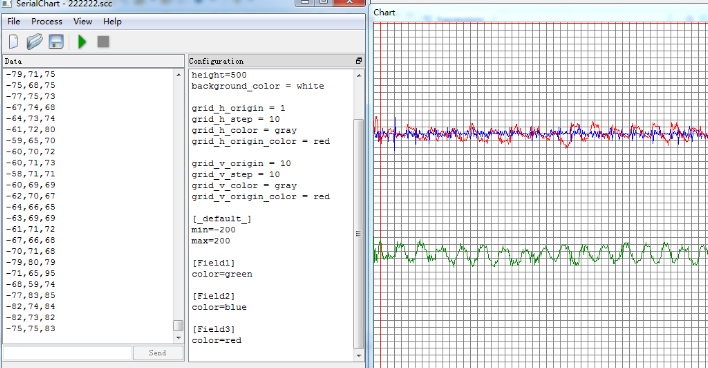 SerialChart - 222222.scc
File Process View Help
Data
-79,71,75
-75,68,75
-77,75,73
-67,74,68
-64,73,74
-61,72,80
-59,65,70
-60,70,72
-60,71,73
-58,71,71
-60,69,69
-62,70,67
-64,66,65
-63,69,69
-61,71,72
-67,66,68
-70,71,68
-79,80,79
-71,65,95
-68,59,74
-77,83,85
-82,74,84
-82,73,82
-75,75,83
Send
Configuration
height=500
background_color = white
grid_h_origin = 1
grid_h_step = 10
grid_h_color = gray
grid_h_origin_color = red
grid_v_origin = 10
grid_v_step = 10
grid_v_color = gray
grid_v_origin_color = red
[_default_]
min=-200
max=200
[Field1]
color=green
[Field2]
color=blue
[Field3]
color=red
Chart